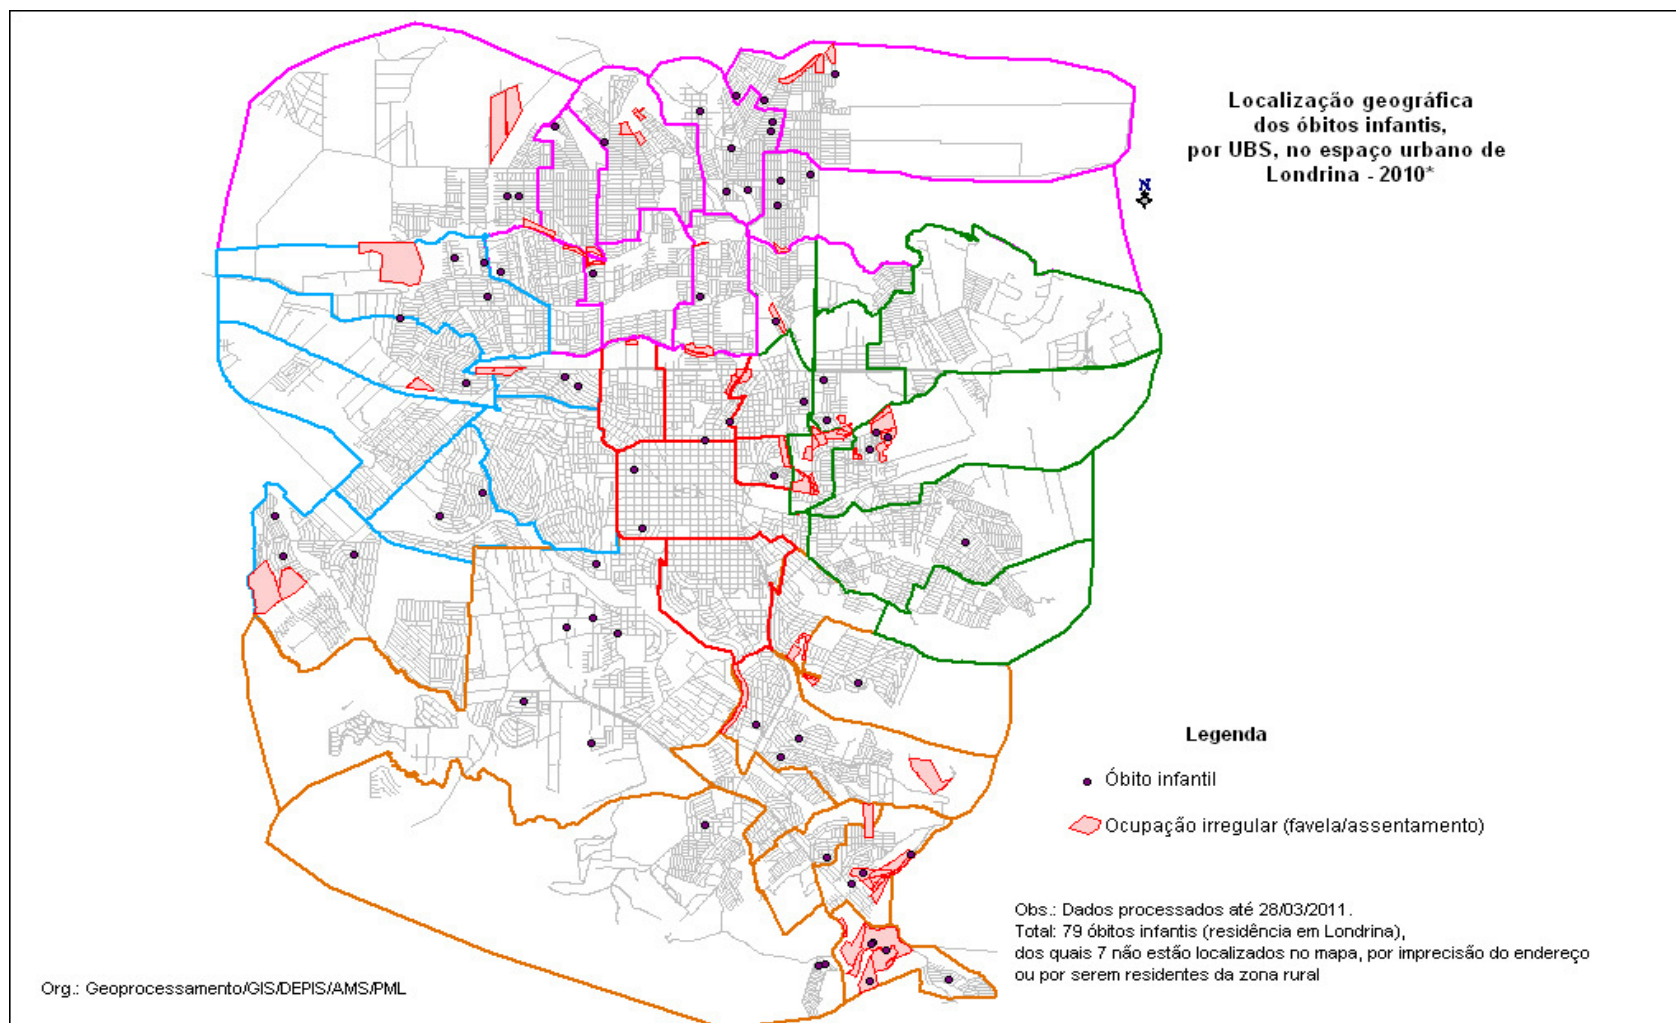 Localização geográfica
dos óbitos infantis,
por UBS, no espaço urbano de
Londrina - 2010*
N
Legenda
Óbito infantil
Ocupação irregular (favela/assentamento)
Obs.: Dados processados até 28/03/2011.
Total: 79 óbitos infantis (residência em Londrina),
dos quais 7 não estão localizados no mapa, por imprecisão do endereço
ou por serem residentes da zona rural
Org.: Geoprocessamento/GIS/DEPIS/AMS/PML